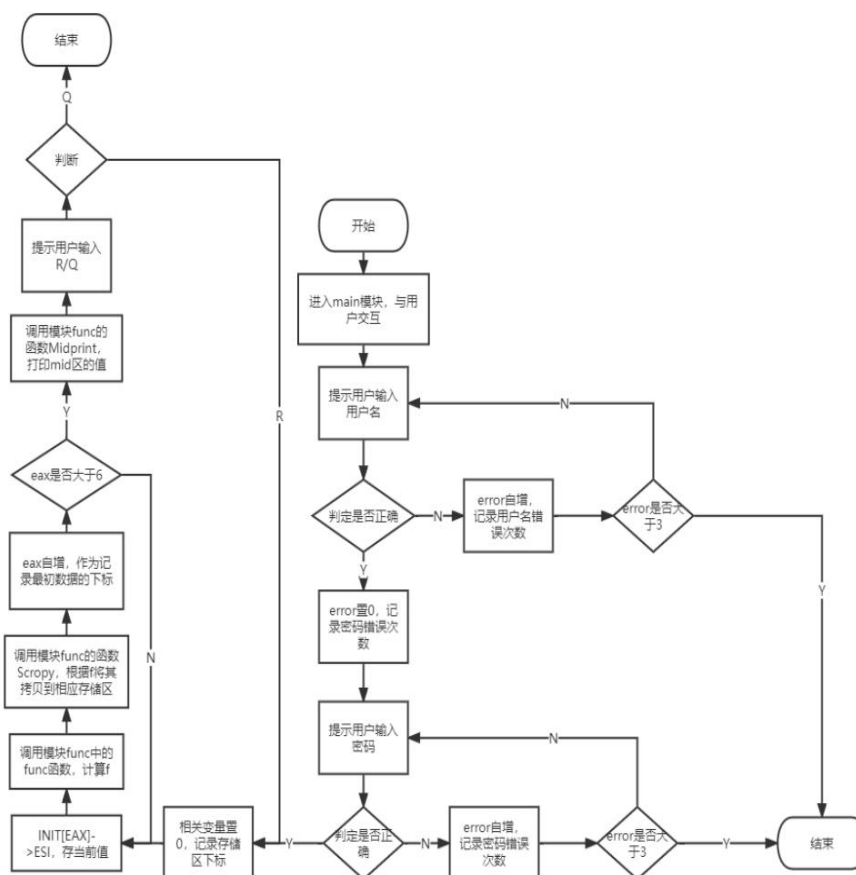 结束
Q
判断
提示用户输入
R/Q
调用模块func的
函数Midprint,
打印mid区的值
Y
eax是否大于6
eax自增，作为记
录最初数据的下标
N
调用模块func的函数
Scropy，根据f将其
拷贝到相应存储区
调用模块func中的
func函数，计算f
INIT[EAX]-
>ESI，存当前值
R
相关变量置
0，记录存储
区下标
开始
进入main模块，与用
户交互
提示用户输入
用户名
N
判定是否正确
N
error自增，
记录用户名错
误次数
error是否大
于3
Y
Y
error置0，记
录密码错误次
数
提示用户输入
密码
N
Y
判定是否正
确
N
error自增，
记录密码错误
次数
error是否大
于3
Y
结束